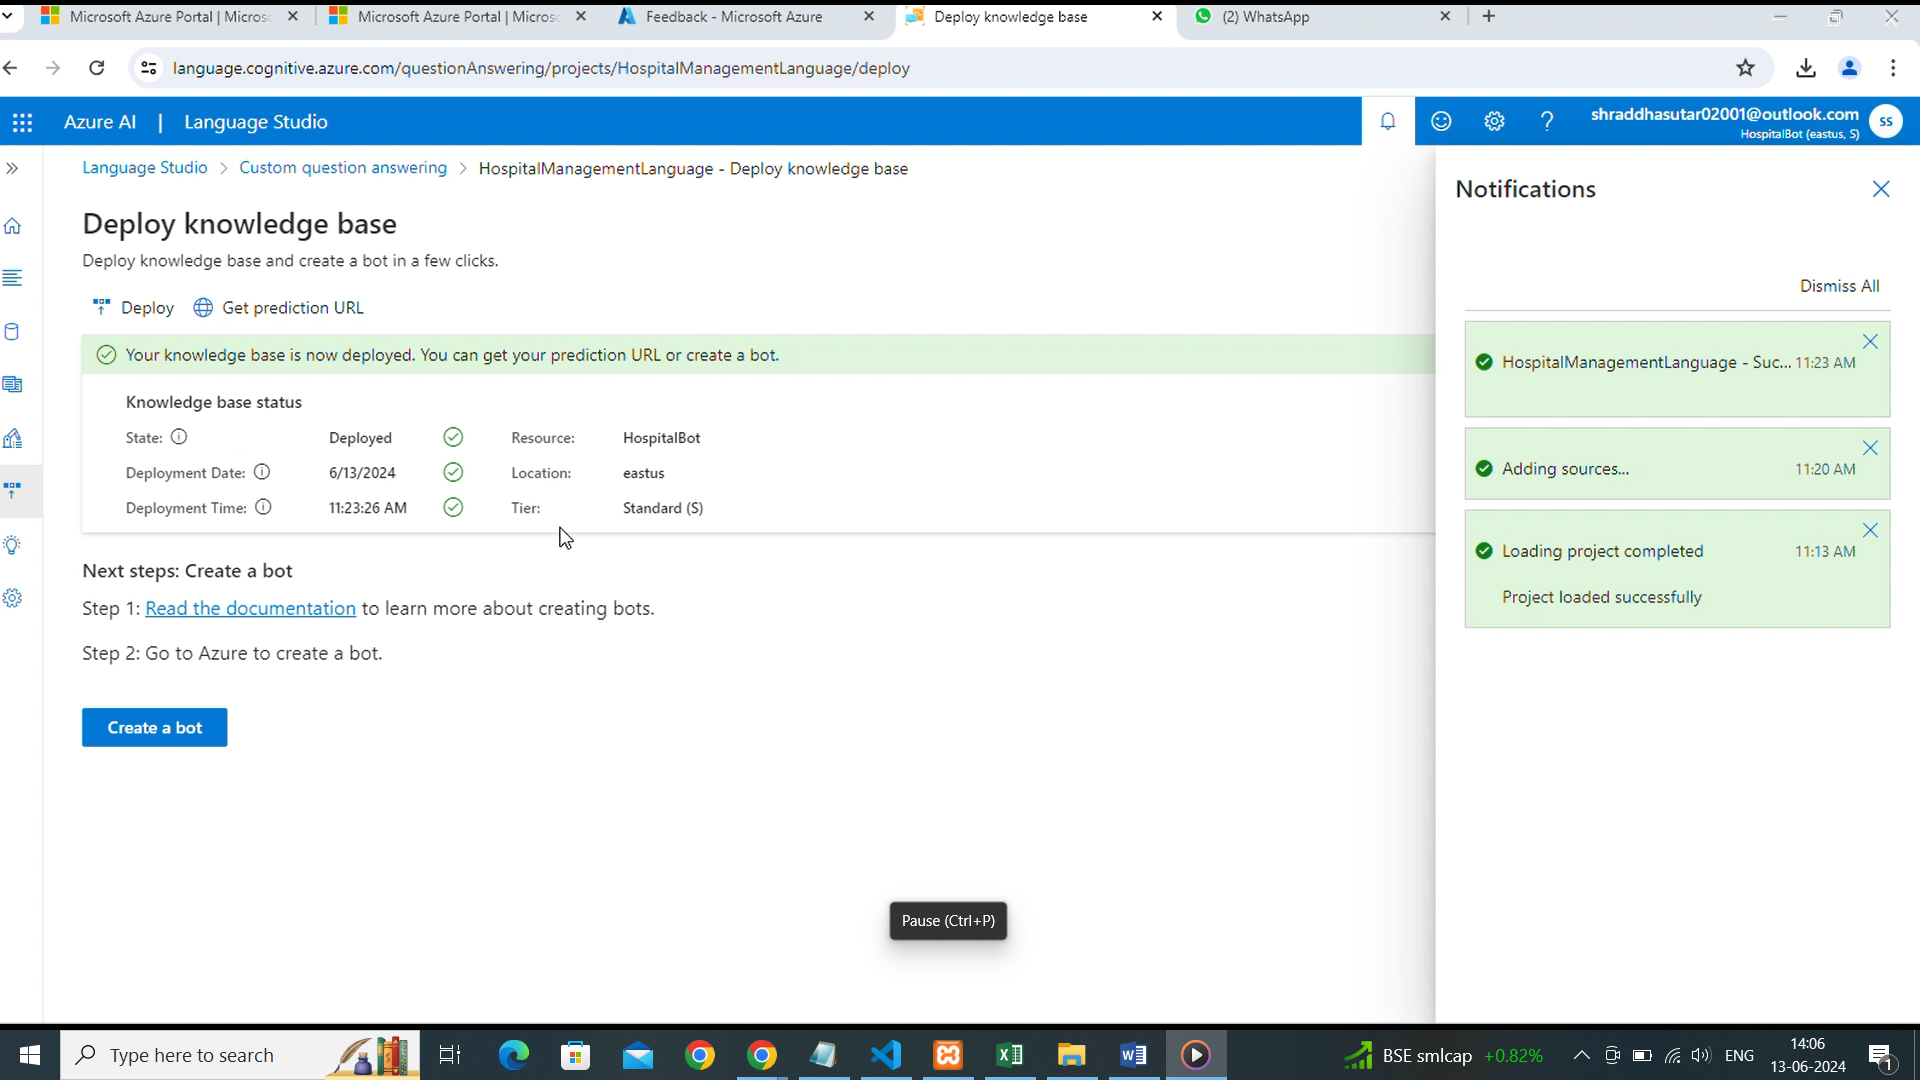 Microsoft Azure Portal | Micros
Microsoft Azure Portal | Micros
Feedback - Microsoft Azure
Deploy knowledge base
(2) WhatsApp
language.cognitive.azure.com/questionAnswering/projects/HospitalManagementLanguage/deploy
Azure AI | Language Studio
shraddhasutar02001@outlook.com
HospitalBot (eastus, S)
SS
Language Studio > Custom question answering > HospitalManagementLanguage - Deploy knowledge base
Deploy knowledge base
Deploy knowledge base and create a bot in a few clicks.
Deploy
Get prediction URL
Your knowledge base is now deployed. You can get your prediction URL or create a bot.
Knowledge base status
State: Deployed Resource: HospitalBot
Deployment Date: 6/13/2024 Location: eastus
Deployment Time: 11:23:26 AM Tier: Standard (S)
Next steps: Create a bot
Step 1: Read the documentation to learn more about creating bots.
Step 2: Go to Azure to create a bot.
Create a bot
Notifications
Dismiss All
HospitalManagementLanguage - Suc... 11:23 AM
Adding sources... 11:20 AM
Loading project completed 11:13 AM
Project loaded successfully
Pause (Ctrl+P)
Type here to search
BSE smlcap +0.82%
ENG
14:06
13-06-2024
1